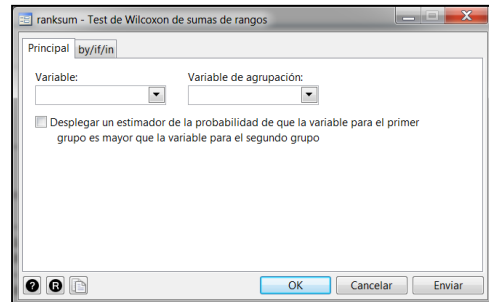 ranksum - Test de Wilcoxon de sumas de rangos
Principal by/if/in
Variable: Variable de agrupación:
Desplegar un estimador de la probabilidad de que la variable para el primer
grupo es mayor que la variable para el segundo grupo
? R OK Cancelar Enviar